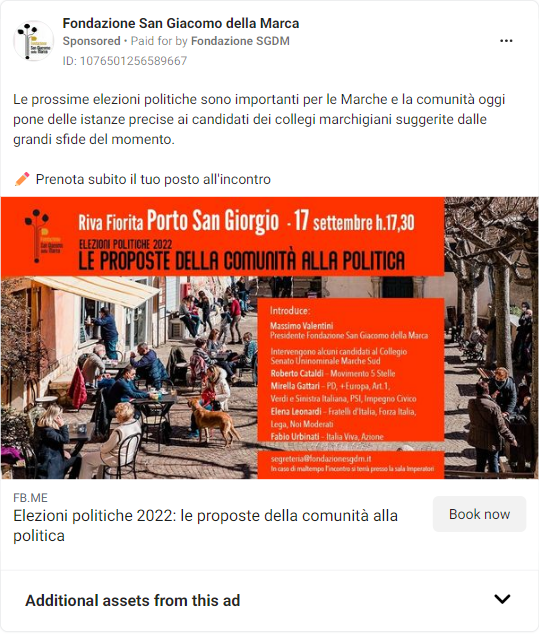 Fondazione San Giacomo della Marca
Sponsored • Paid for by Fondazione SGDM
ID: 1076501256589667
Le prossime elezioni politiche sono importanti per le Marche e la comunità oggi
pone delle istanze precise ai candidati dei collegi marchigiani suggerite dalle
grandi sfide del momento.
Prenota subito il tuo posto all'incontro
Riva Fiorita Porto San Giorgio - 17 settembre h.17,30
ELEZIONI POLITICHE 2022
LE PROPOSTE DELLA COMUNITÀ ALLA POLITICA
Introduce:
Massimo Valentini
Presidente Fondazione San Giacomo della Marca
Intervengono alcuni candidati al Collegio
Senato Uninominale Marche Sud
Roberto Cataldi - Movimento 5 Stelle
Mirella Gattari - PD, +Europa, Art.1,
Verdi e Sinistra Italiana, PSI, Impegno Civico
Elena Leonardi - Fratelli d'Italia, Forza Italia,
Lega, Noi Moderati
Fabio Urbinati - Italia Viva, Azione
segreteria@fondazionesgdm.it
In caso di maltempo l'incontro si terrà presso la sala Imperatori
FB.ME
Elezioni politiche 2022: le proposte della comunità alla
politica
Book now
Additional assets from this ad